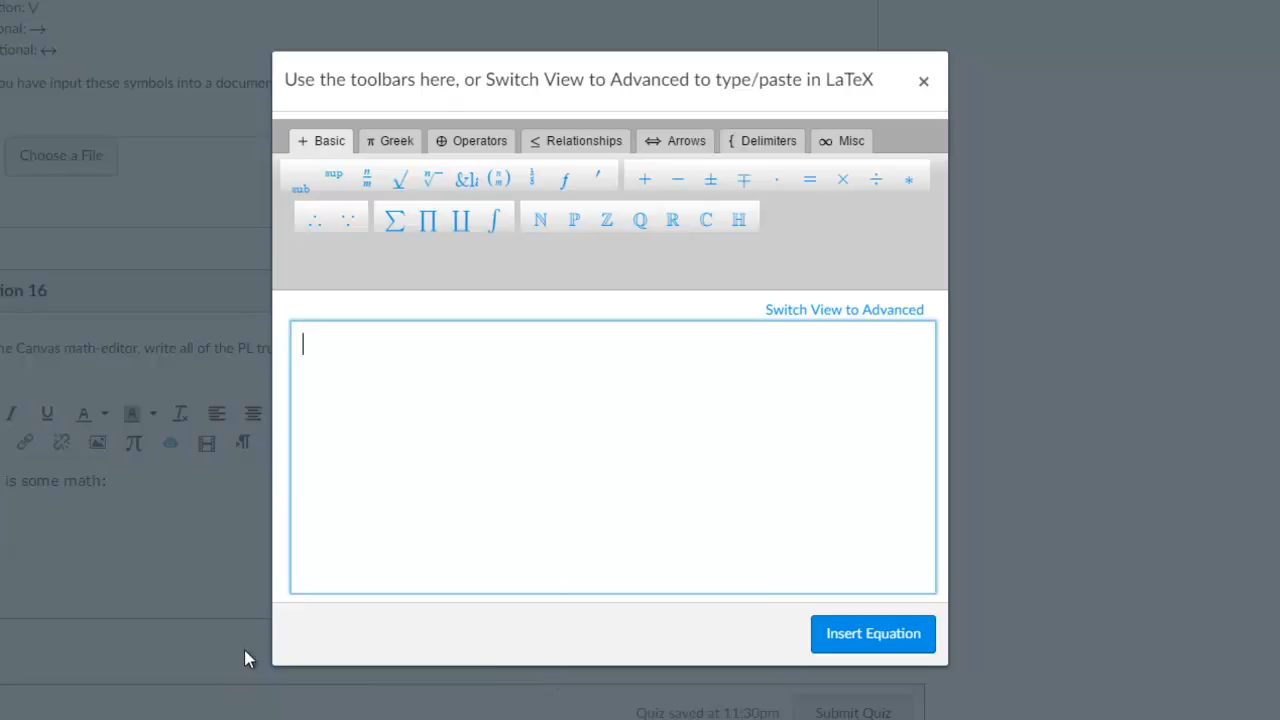 tion: V
onal: →
tional: ↔
ou have input these symbols into a documen
Choose a File
ion 16
he Canvas math-editor, write all of the PL tru
I U A A Tx
π ¶
is some math:
Use the toolbars here, or Switch View to Advanced to type/paste in LaTeX
×
+ Basic π Greek ⊕ Operators ≤ Relationships ⇔ Arrows { Delimiters ∞ Misc
sub sup n/m √ n√ &li (n m) f ′ + − ± ∓ · = × ÷ *
∴ ∵ ∑ ∏ ∐ ∫ ℕ ℙ ℤ ℚ ℝ ℂ ℍ
Switch View to Advanced
Insert Equation
Quiz saved at 11:30pm Submit Quiz